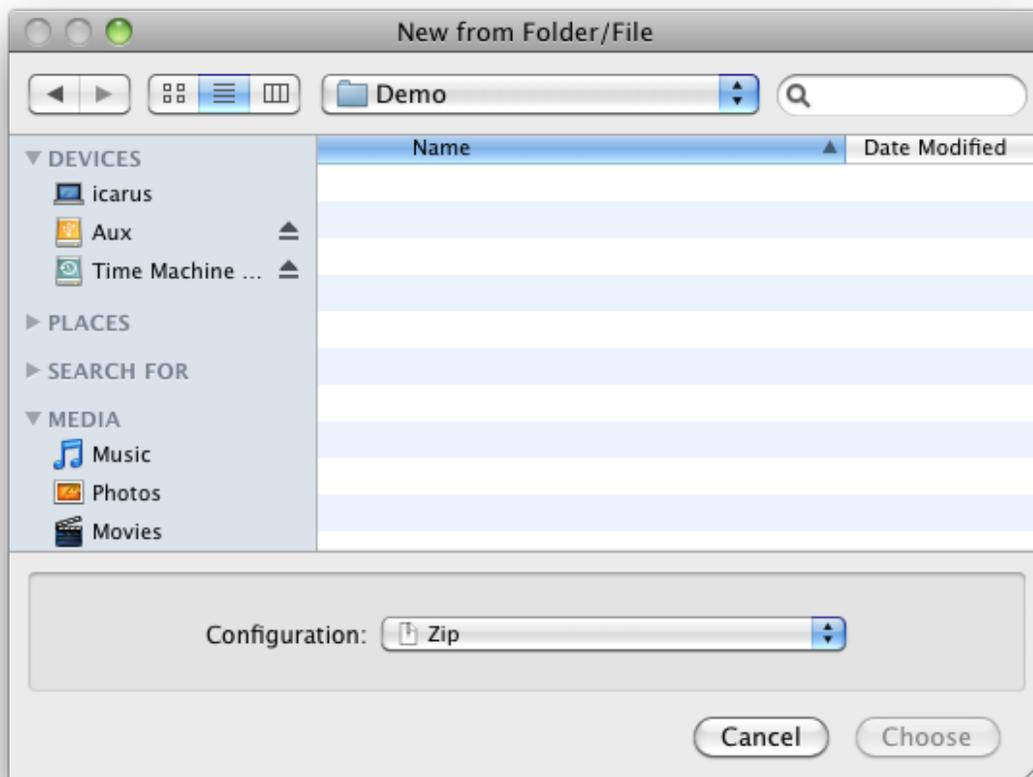 New from Folder/File
Demo
Name
Date Modified
DEVICES
icarus
Aux
Time Machine ...
PLACES
SEARCH FOR
MEDIA
Music
Photos
Movies
Configuration:
Zip
Cancel
Choose